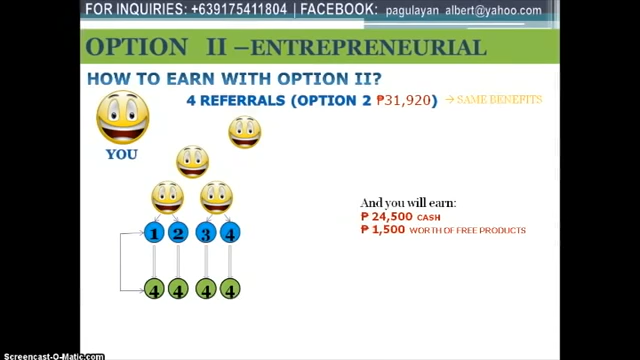 FOR INQUIRIES: +639175411804 | FACEBOOK: pagulayan albert@yahoo.com
OPTION II –ENTREPRENEURIAL
HOW TO EARN WITH OPTION II?
4 REFERRALS (OPTION 2 ₱31,920) → SAME BENEFITS
YOU
And you will earn:
₱ 24,500 CASH
₱ 1,500 WORTH OF FREE PRODUCTS
1 2 3 4
4 4 4 4
Screencast-O-Matic.com